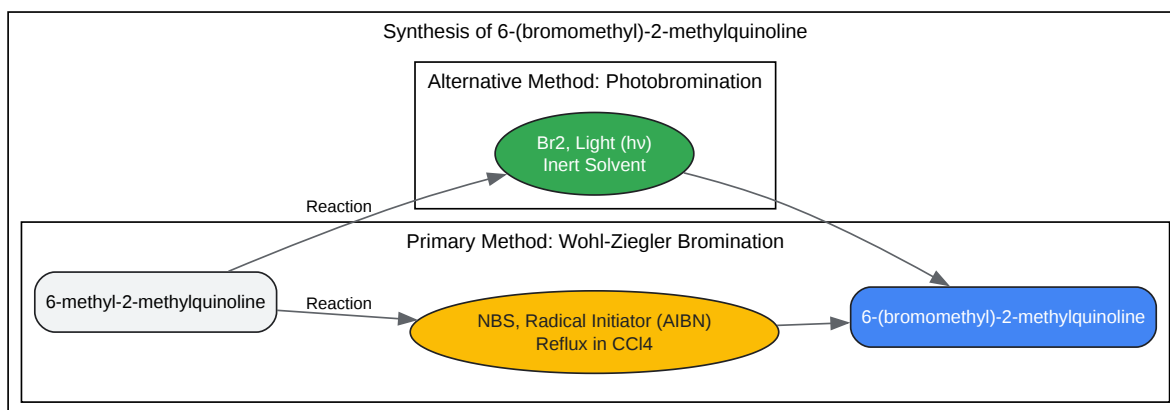 Synthesis of 6-(bromomethyl)-2-methylquinoline
Alternative Method: Photobromination
Br2, Light (hν)
Inert Solvent
Reaction
Primary Method: Wohl-Ziegler Bromination
6-methyl-2-methylquinoline
Reaction
NBS, Radical Initiator (AIBN)
Reflux in CCl4
6-(bromomethyl)-2-methylquinoline